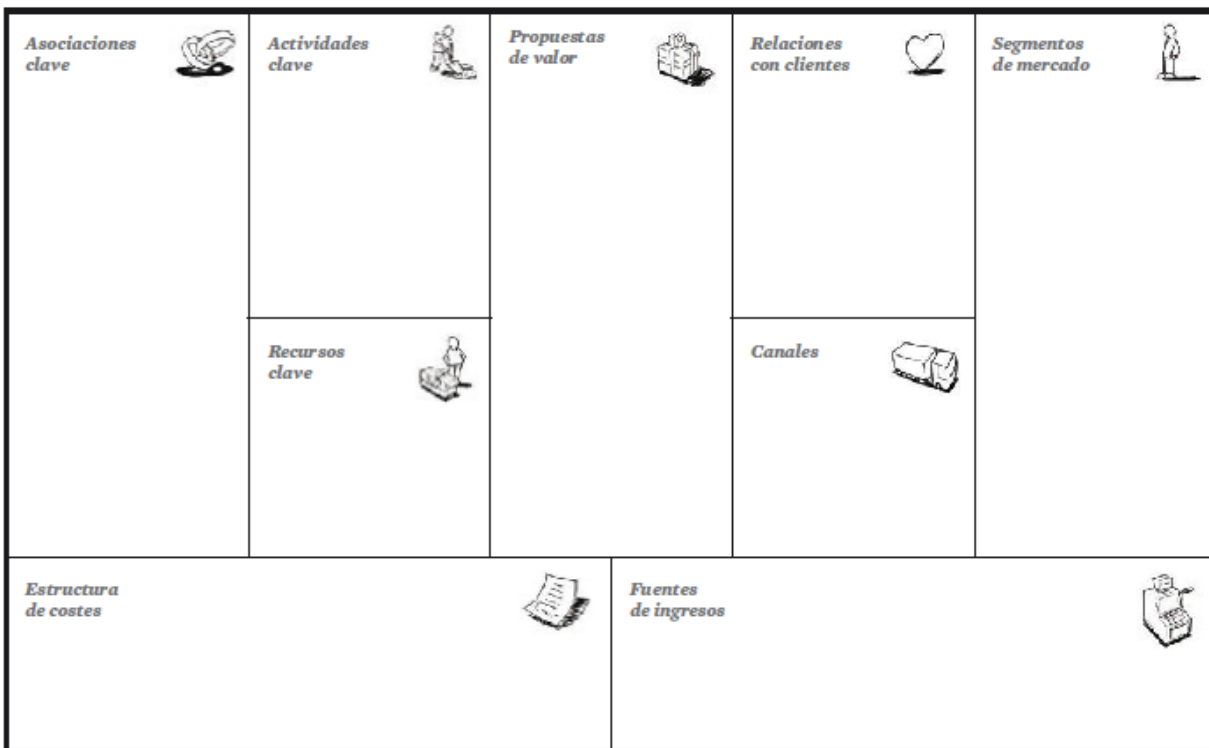 Asociaciones
clave
Actividades
clave
Recursos
clave
Propuestas
de valor
Relaciones
con clientes
Canales
Segmentos
de mercado
Estructura
de costes
Fuentes
de ingresos